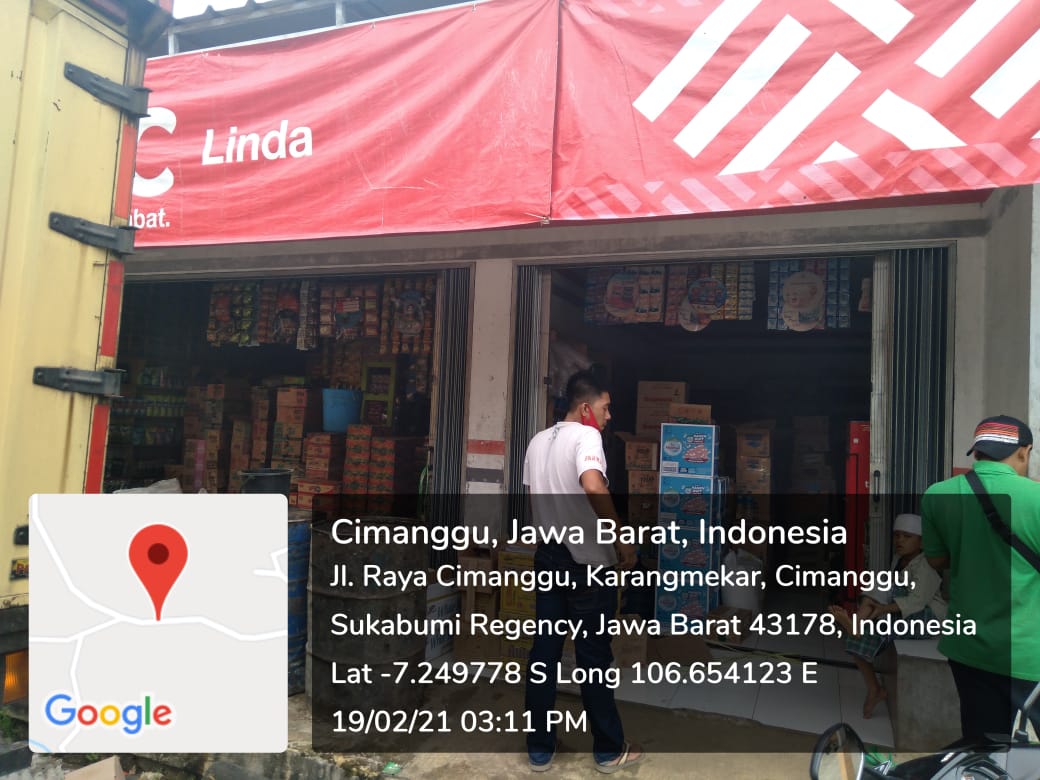 C
Linda
bat.
Cimanggu, Jawa Barat, Indonesia
Jl. Raya Cimanggu, Karangmekar, Cimanggu,
Sukabumi Regency, Jawa Barat 43178, Indonesia
Lat -7.249778 S Long 106.654123 E
19/02/21 03:11 PM
Google